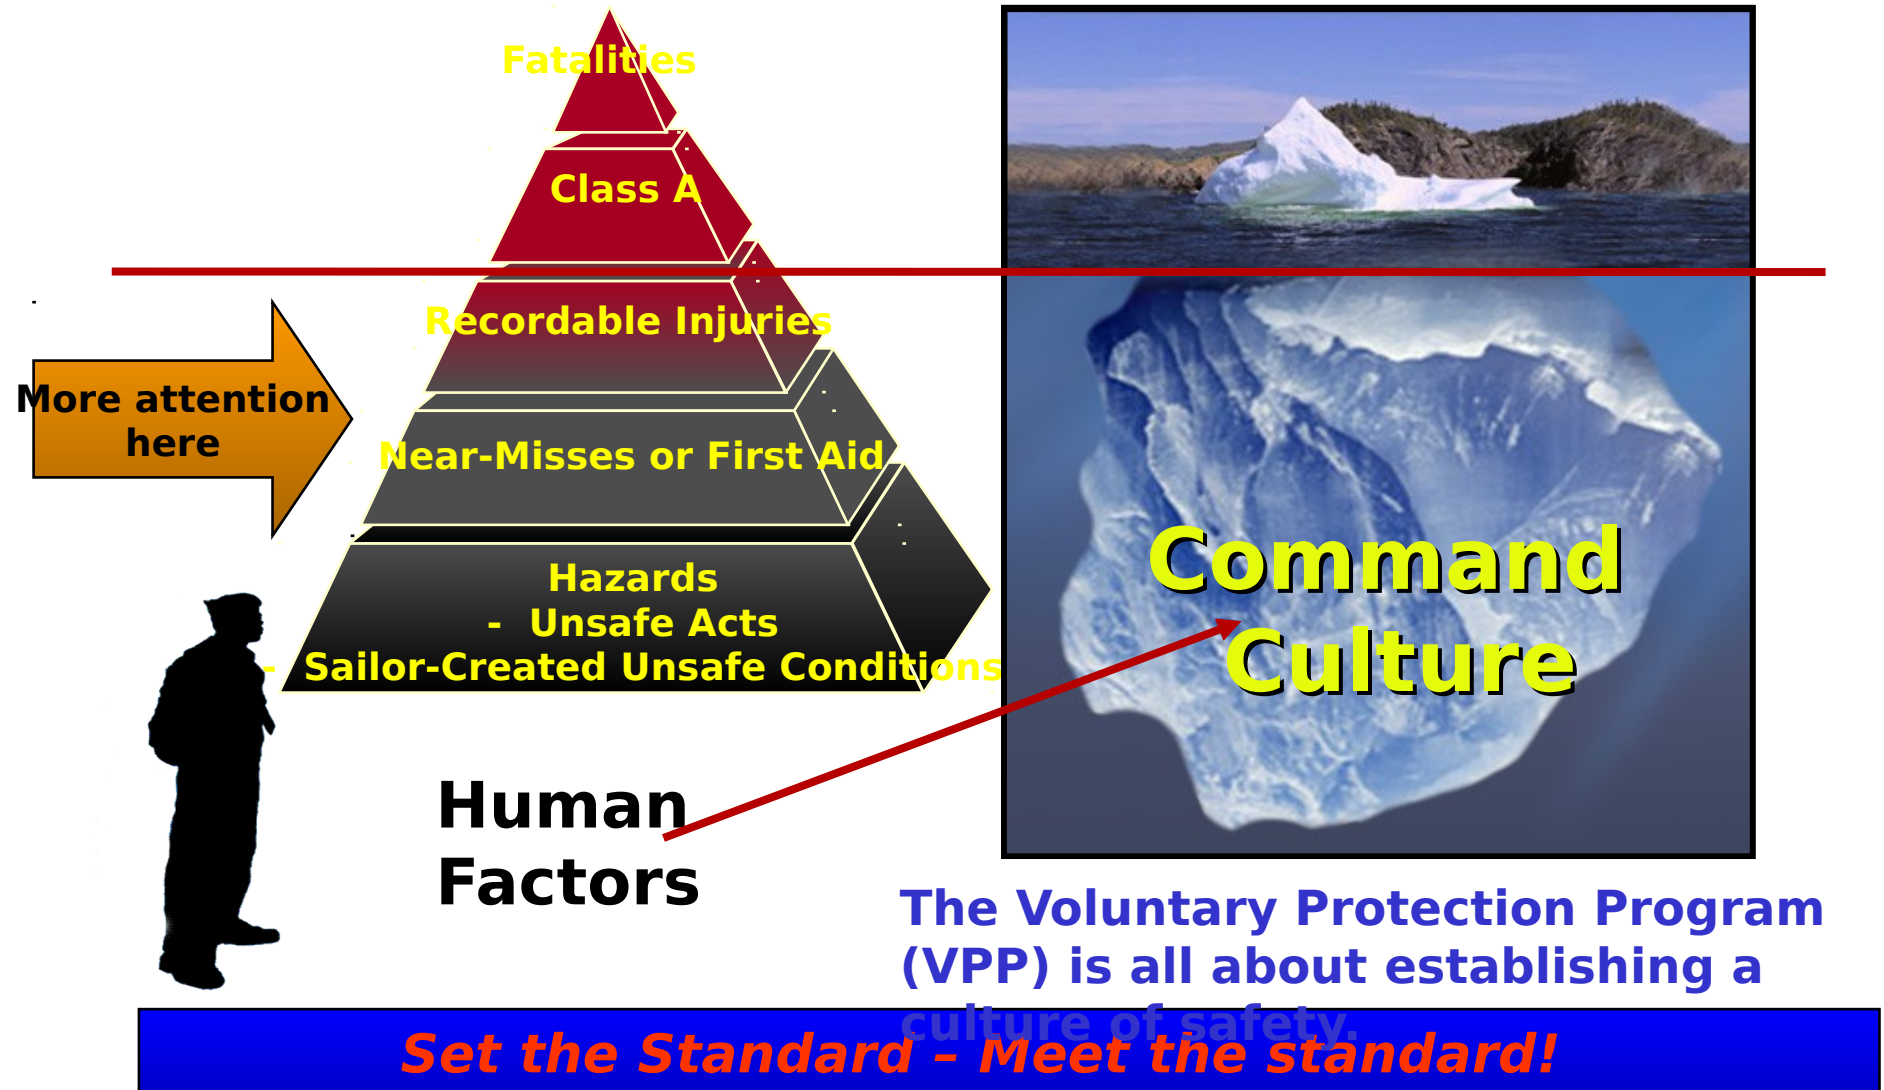 Fatalities
Class A
Recordable Injuries
More attention
here
Near-Misses or First Aid
Hazards
- Unsafe Acts
- Sailor-Created Unsafe Conditions
Command
Culture
Human
Factors
The Voluntary Protection Program
(VPP) is all about establishing a
culture of safety.
Set the Standard – Meet the standard!